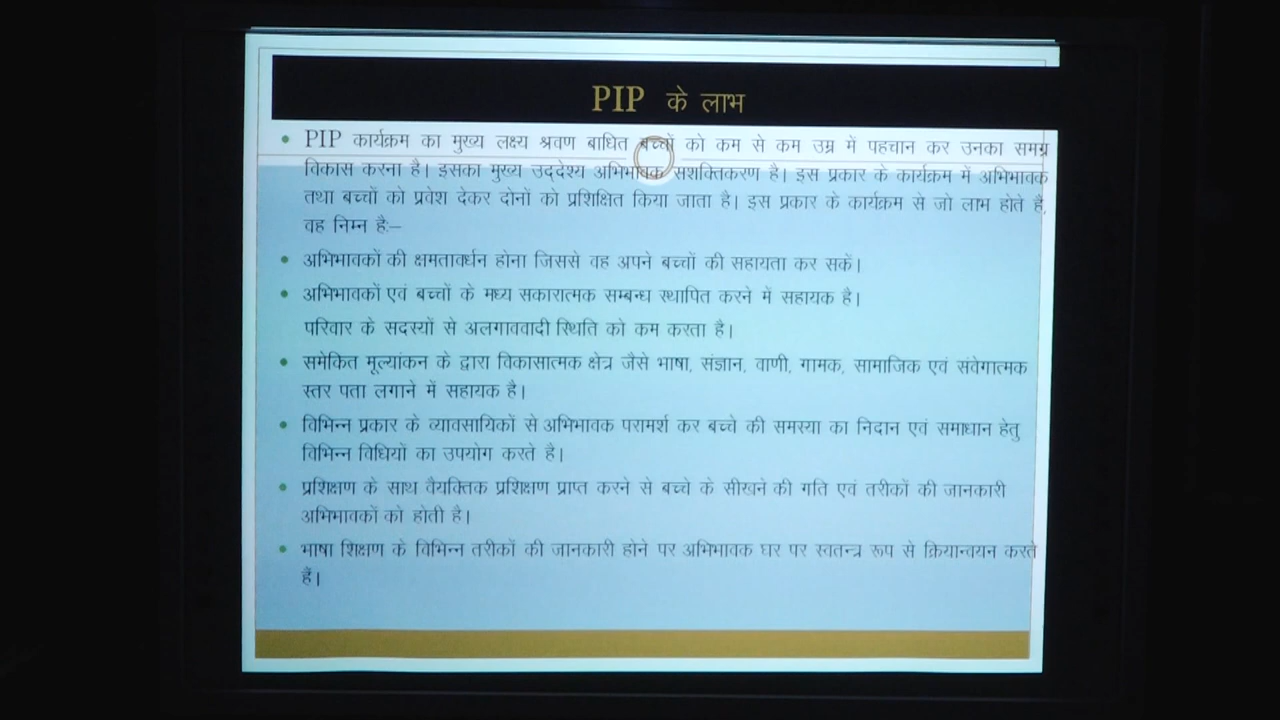 PIP के लाभ
• PIP कार्यक्रम का मुख्य लक्ष्य श्रवण बाधित बच्चों को कम से कम उम्र में पहचान कर उनका समग्र
विकास करना है। इसका मुख्य उद्देश्य अभिभावक सशक्तिकरण है। इस प्रकार के कार्यक्रम में अभिभावक
तथा बच्चों को प्रवेश देकर दोनों को प्रशिक्षित किया जाता है। इस प्रकार के कार्यक्रम से जो लाभ होते है,
वह निम्न है:–
• अभिभावकों की क्षमतावर्धन होना जिससे वह अपने बच्चों की सहायता कर सकें।
• अभिभावकों एवं बच्चों के मध्य सकारात्मक सम्बन्ध स्थापित करने में सहायक है।
परिवार के सदस्यों से अलगाववादी स्थिति को कम करता है।
• समेकित मूल्यांकन के द्वारा विकासात्मक क्षेत्र जैसे भाषा, संज्ञान, वाणी, गामक, सामाजिक एवं संवेगात्मक
स्तर पता लगाने में सहायक है।
• विभिन्न प्रकार के व्यावसायिकों से अभिभावक परामर्श कर बच्चे की समस्या का निदान एवं समाधान हेतु
विभिन्न विधियों का उपयोग करते है।
• प्रशिक्षण के साथ वैयक्तिक प्रशिक्षण प्राप्त करने से बच्चे के सीखने की गति एवं तरीकों की जानकारी
अभिभावकों को होती है।
• भाषा शिक्षण के विभिन्न तरीकों की जानकारी होने पर अभिभावक घर पर स्वतन्त्र रूप से क्रियान्वयन करते
हैं।